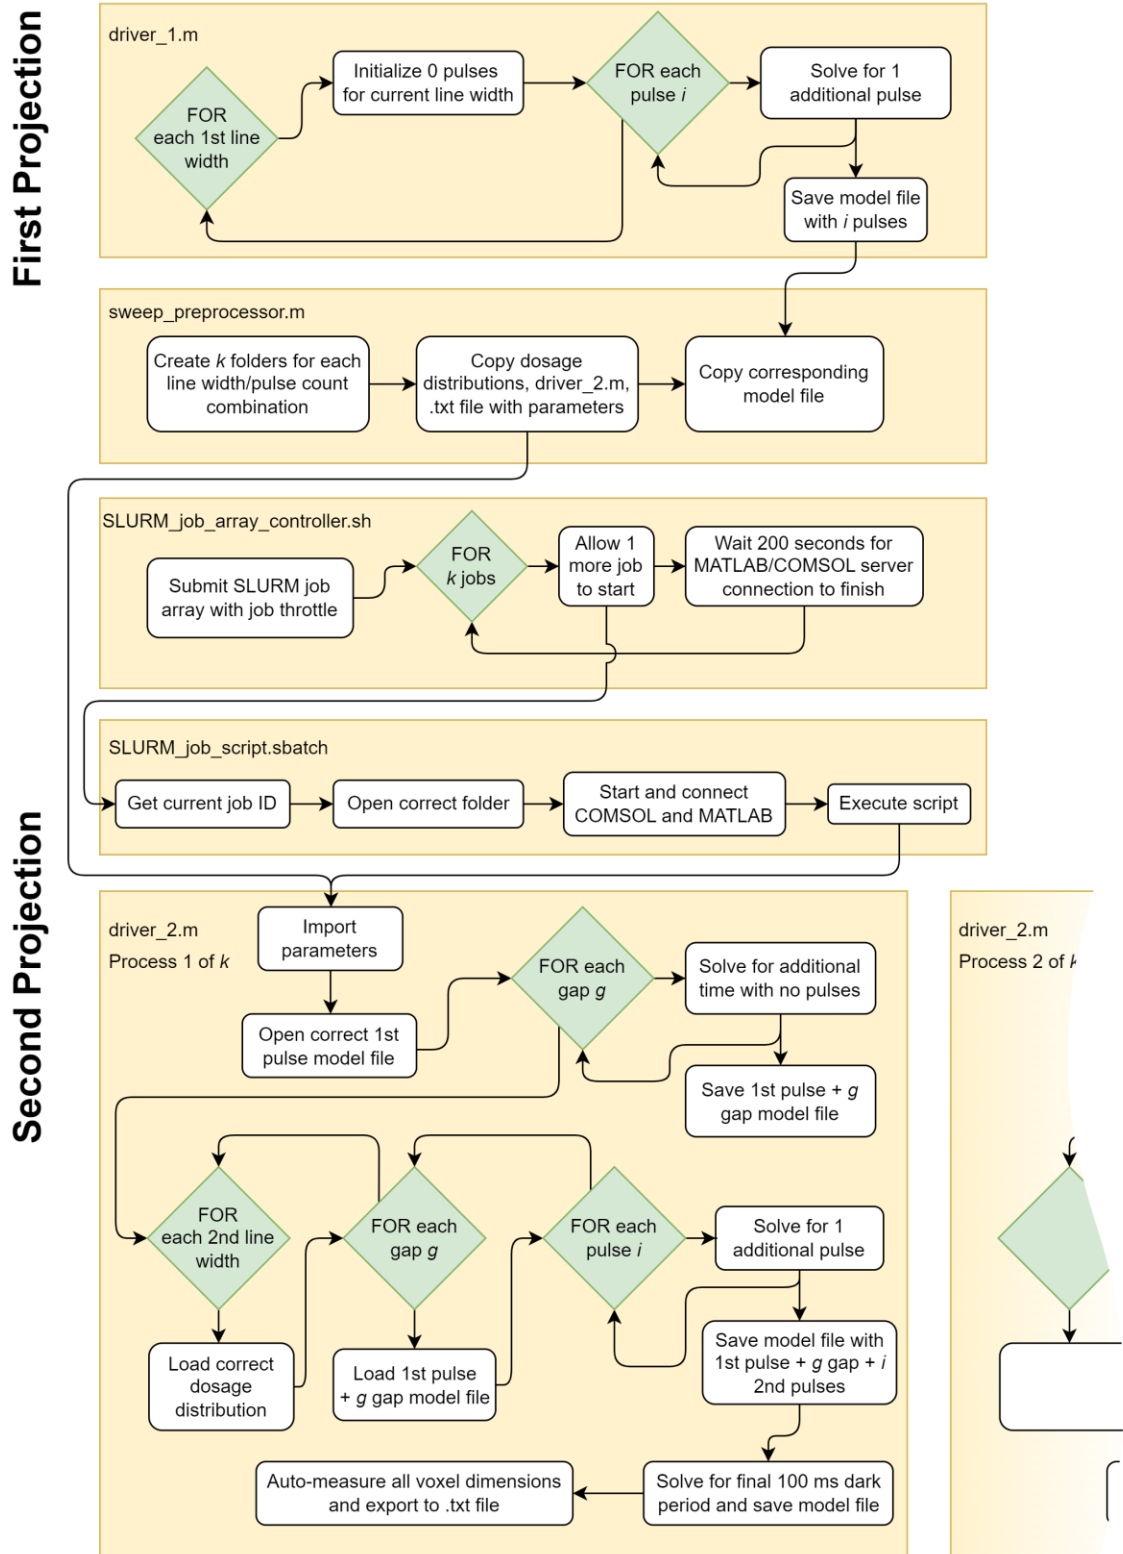 First Projection
driver_1.m
FOR
each 1st line
width
Initialize 0 pulses
for current line width
FOR each
pulse i
Solve for 1
additional pulse
Save model file
with i pulses
sweep_preprocessor.m
Create k folders for each
line width/pulse count
combination
Copy dosage
distributions, driver_2.m,
.txt file with parameters
Copy corresponding
model file
Second Projection
SLURM_job_array_controller.sh
Submit SLURM job
array with job throttle
FOR
k jobs
Allow 1
more job
to start
Wait 200 seconds for
MATLAB/COMSOL server
connection to finish
SLURM_job_script.sbatch
Get current job ID
Open correct folder
Start and connect
COMSOL and MATLAB
Execute script
driver_2.m
Process 1 of k
Import
parameters
Open correct 1st
pulse model file
FOR each
gap g
Solve for additional
time with no pulses
Save 1st pulse + g
gap model file
FOR
each 2nd line
width
Load correct
dosage
distribution
FOR each
gap g
Load 1st pulse
+ g gap model file
FOR each
pulse i
Solve for 1
additional pulse
Save model file with
1st pulse + g gap + i
2nd pulses
Solve for final 100 ms dark
period and save model file
Auto-measure all voxel dimensions
and export to .txt file
driver_2.m
Process 2 of k